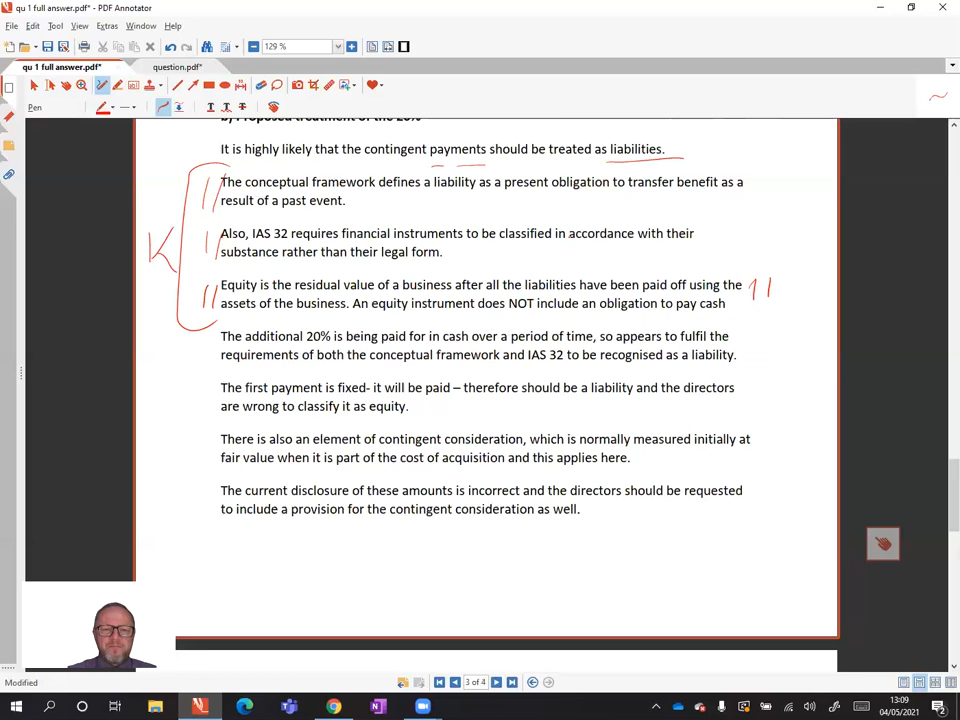 qu 1 full answer.pdf* - PDF Annotator
File Edit Tool View Extras Window Help
129 %
qu 1 full answer.pdf* question.pdf*
Pen
b) Proposed treatment of the 20%
It is highly likely that the contingent payments should be treated as liabilities.
The conceptual framework defines a liability as a present obligation to transfer benefit as a
result of a past event.
Also, IAS 32 requires financial instruments to be classified in accordance with their
substance rather than their legal form.
K
Equity is the residual value of a business after all the liabilities have been paid off using the
assets of the business. An equity instrument does NOT include an obligation to pay cash
The additional 20% is being paid for in cash over a period of time, so appears to fulfil the
requirements of both the conceptual framework and IAS 32 to be recognised as a liability.
The first payment is fixed- it will be paid – therefore should be a liability and the directors
are wrong to classify it as equity.
There is also an element of contingent consideration, which is normally measured initially at
fair value when it is part of the cost of acquisition and this applies here.
The current disclosure of these amounts is incorrect and the directors should be requested
to include a provision for the contingent consideration as well.
Modified
3 of 4
13:09
04/05/2021